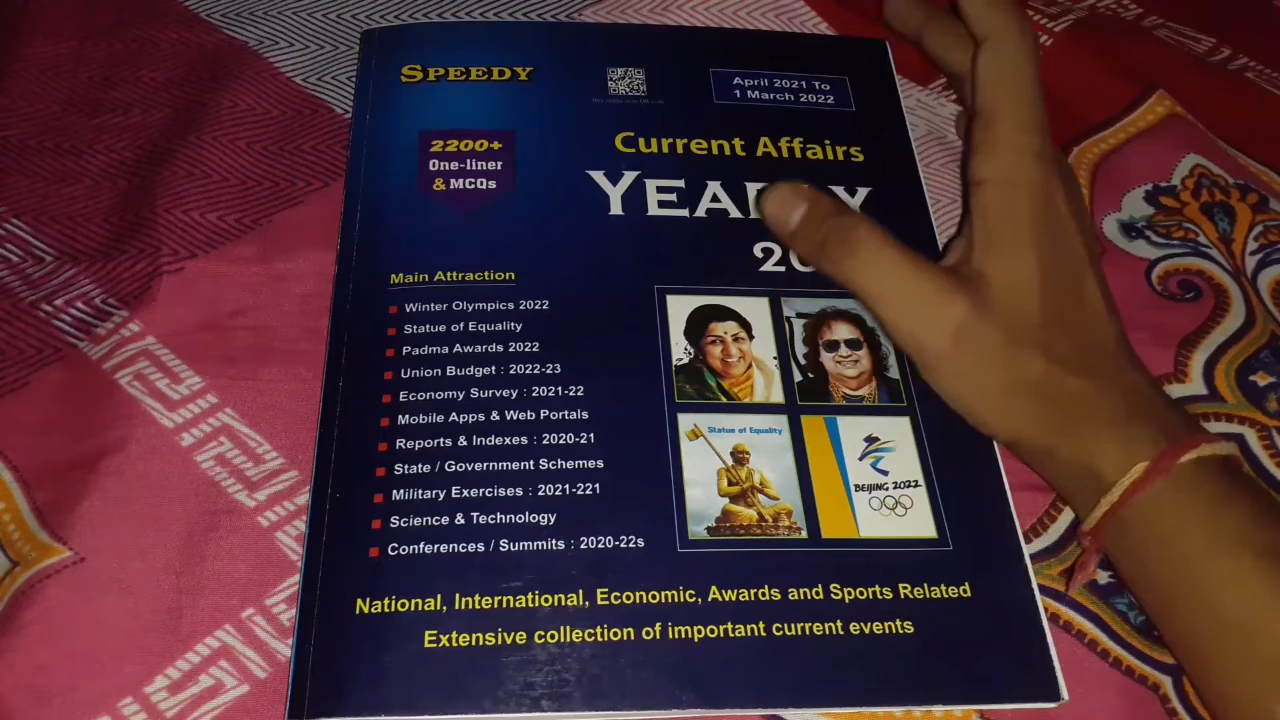 SPEEDY
April 2021 To
1 March 2022
2200+
One-liner
& MCQs
Current Affairs
Main Attraction
Winter Olympics 2022
Statue of Equality
Padma Awards 2022
Union Budget : 2022-23
Economy Survey : 2021-22
Mobile Apps & Web Portals
Reports & Indexes : 2020-21
State / Government Schemes
Military Exercises : 2021-221
Science & Technology
Conferences / Summits : 2020-22s
Statue of Equality
BEIJING 2022
National, International, Economic, Awards and Sports Related
Extensive collection of important current events